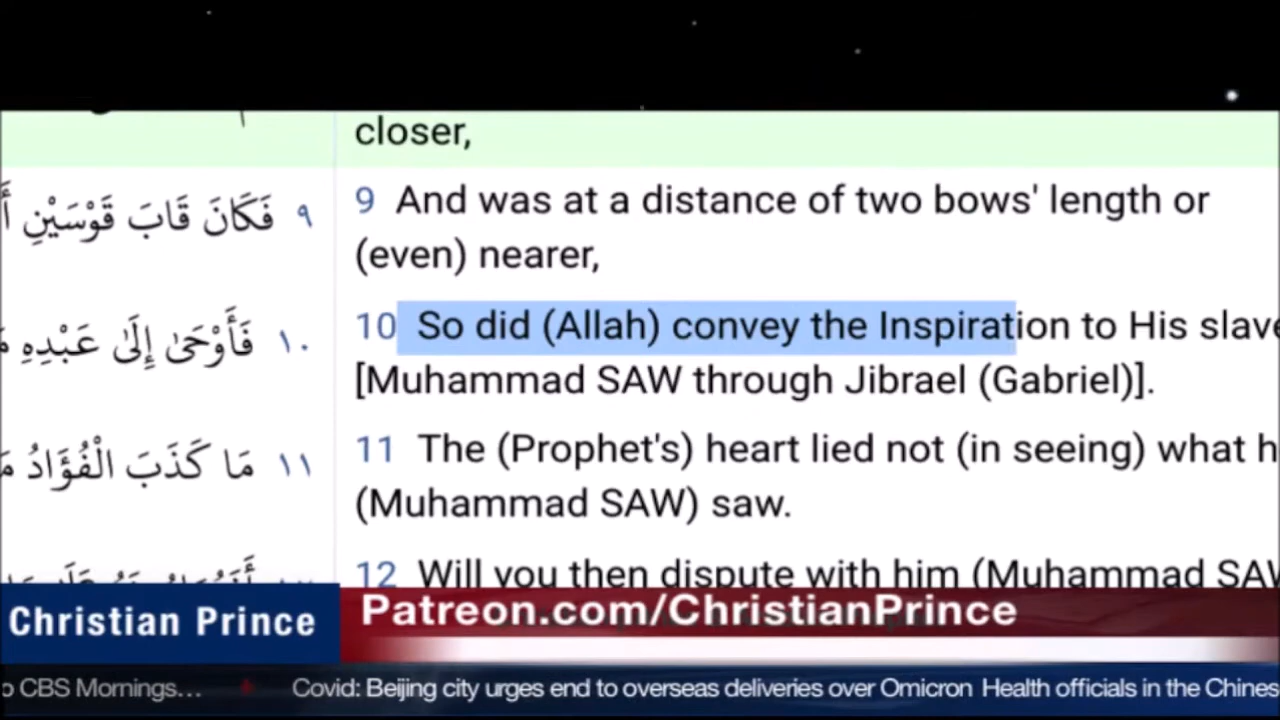 closer,
فَكَانَ قَابَ قَوْسَيْنِ ٩
9 And was at a distance of two bows' length or
(even) nearer,
فَأَوْحَىٰ إِلَىٰ عَبْدِهِ ١٠
10 So did (Allah) convey the Inspiration to His slave
[Muhammad SAW through Jibrael (Gabriel)].
مَا كَذَبَ الْفُؤَادُ ١١
11 The (Prophet's) heart lied not (in seeing) what h
(Muhammad SAW) saw.
12 Will you then dispute with him (Muhammad SAW
Christian Prince
Patreon.com/ChristianPrince
o CBS Mornings... Covid: Beijing city urges end to overseas deliveries over Omicron Health officials in the Chines